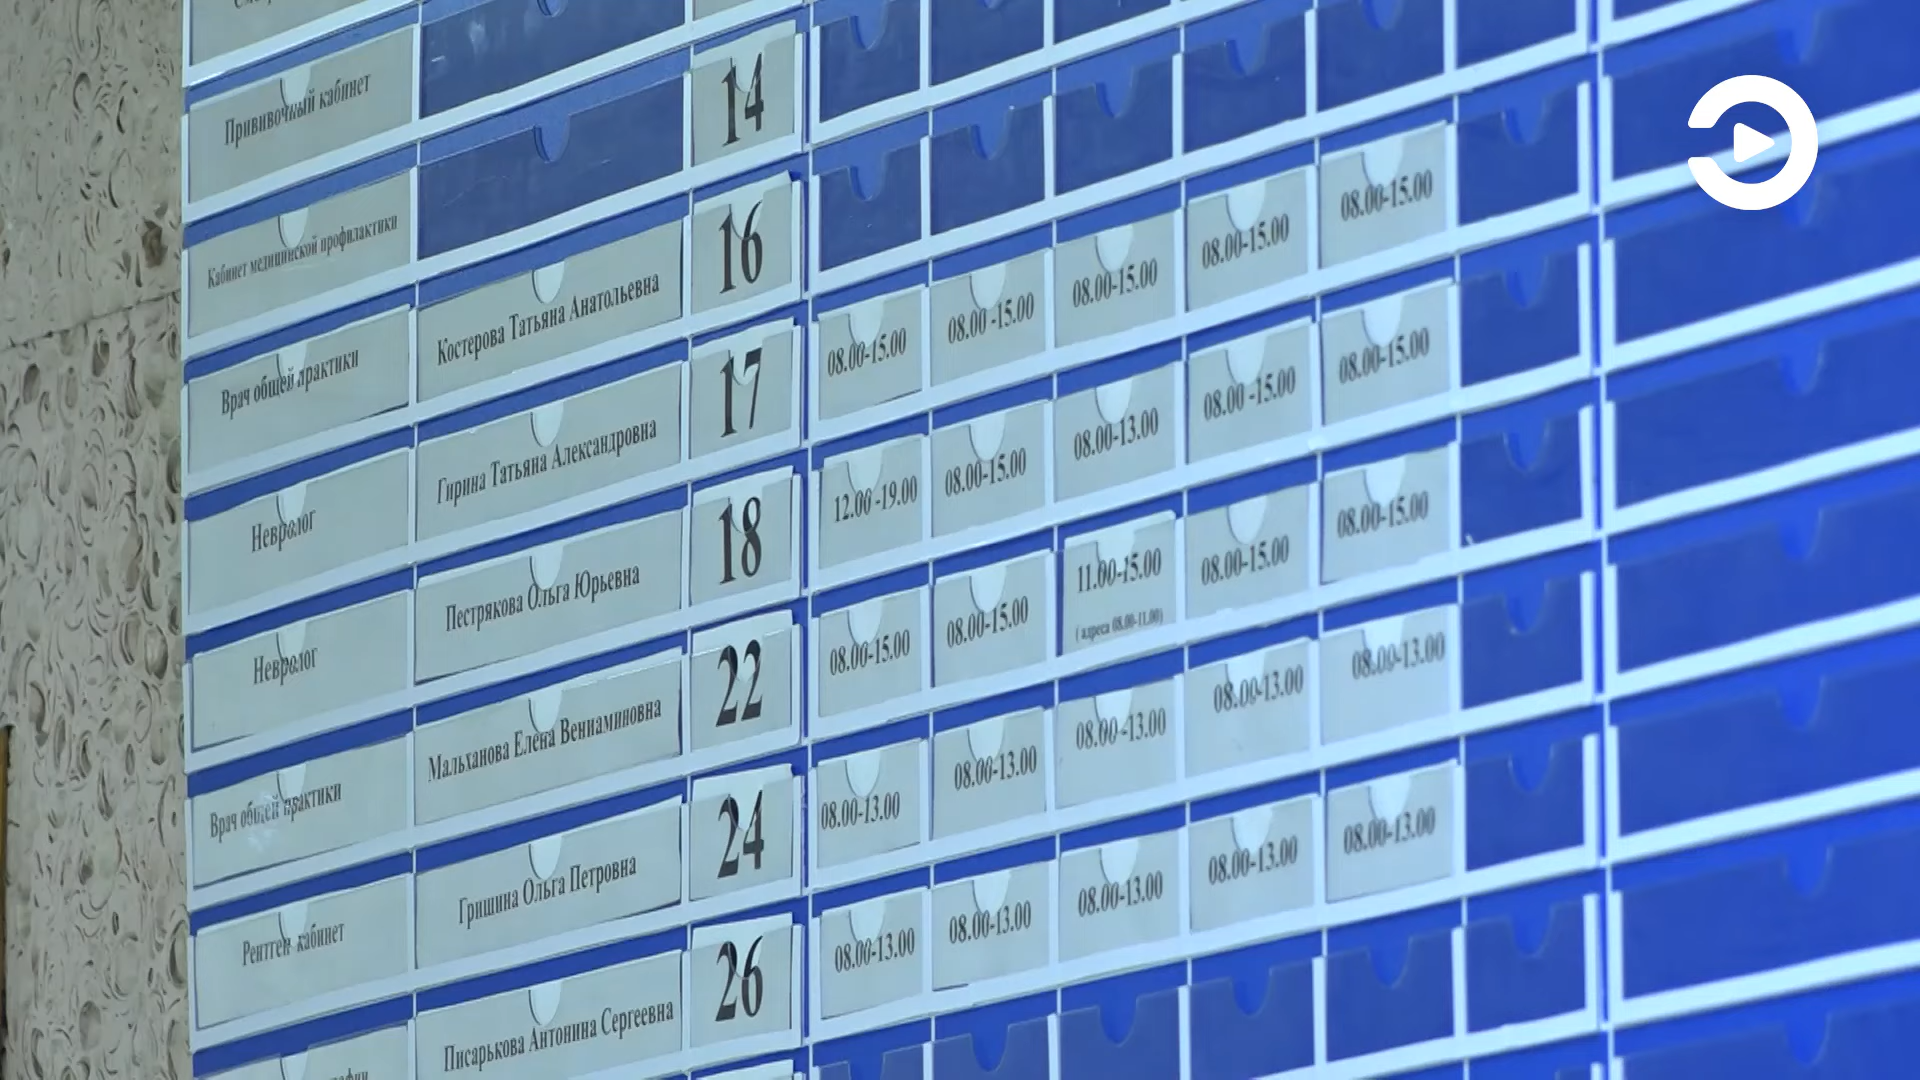 Прививочный кабинет
Кабинет медицинской профилактики 14
Врач общей практики Костерова Татьяна Анатольевна 16
Невролог Гирина Татьяна Александровна 17 08.00-15.00 08.00 -15.00 08.00-15.00 08.00-15.00 08.00-15.00
Невролог Пестрякова Ольга Юрьевна 18 12.00 -19.00 08.00-15.00 08.00-13.00 08.00 -15.00 08.00-15.00
Врач общей практики Мальханова Елена Вениаминовна 22 08.00-15.00 08.00-15.00 11.00-15.00 08.00-15.00 08.00-15.00
( адреса 08.00-11.00)
Рентген кабинет Гришина Ольга Петровна 24 08.00-13.00 08.00-13.00 08.00 -13.00 08.00-13.00 08.00-13.00
Писарькова Антонина Сергеевна 26 08.00-13.00 08.00-13.00 08.00-13.00 08.00-13.00 08.00-13.00